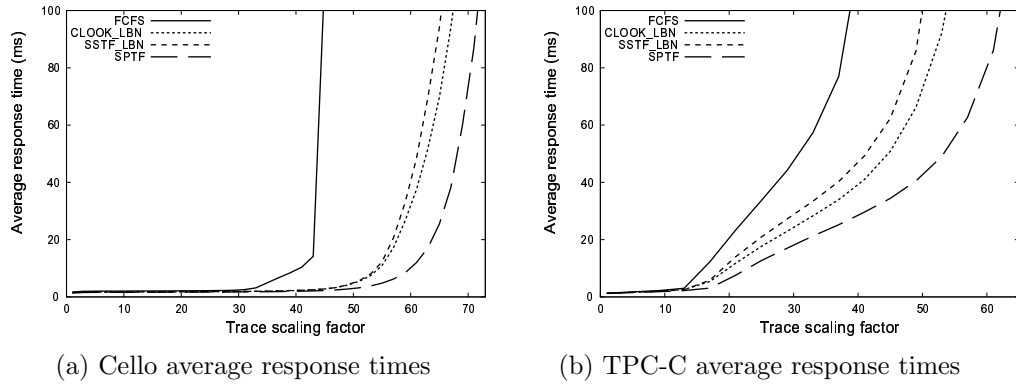 100
80
60
40
20
0
Average response time (ms)
FCFS
CLOOK_LBN
SSTF_LBN
SPTF
0 10 20 30 40 50 60 70
Trace scaling factor
(a) Cello average response times
100
80
60
40
20
0
Average response time (ms)
FCFS
CLOOK_LBN
SSTF_LBN
SPTF
0 10 20 30 40 50 60
Trace scaling factor
(b) TPC-C average response times